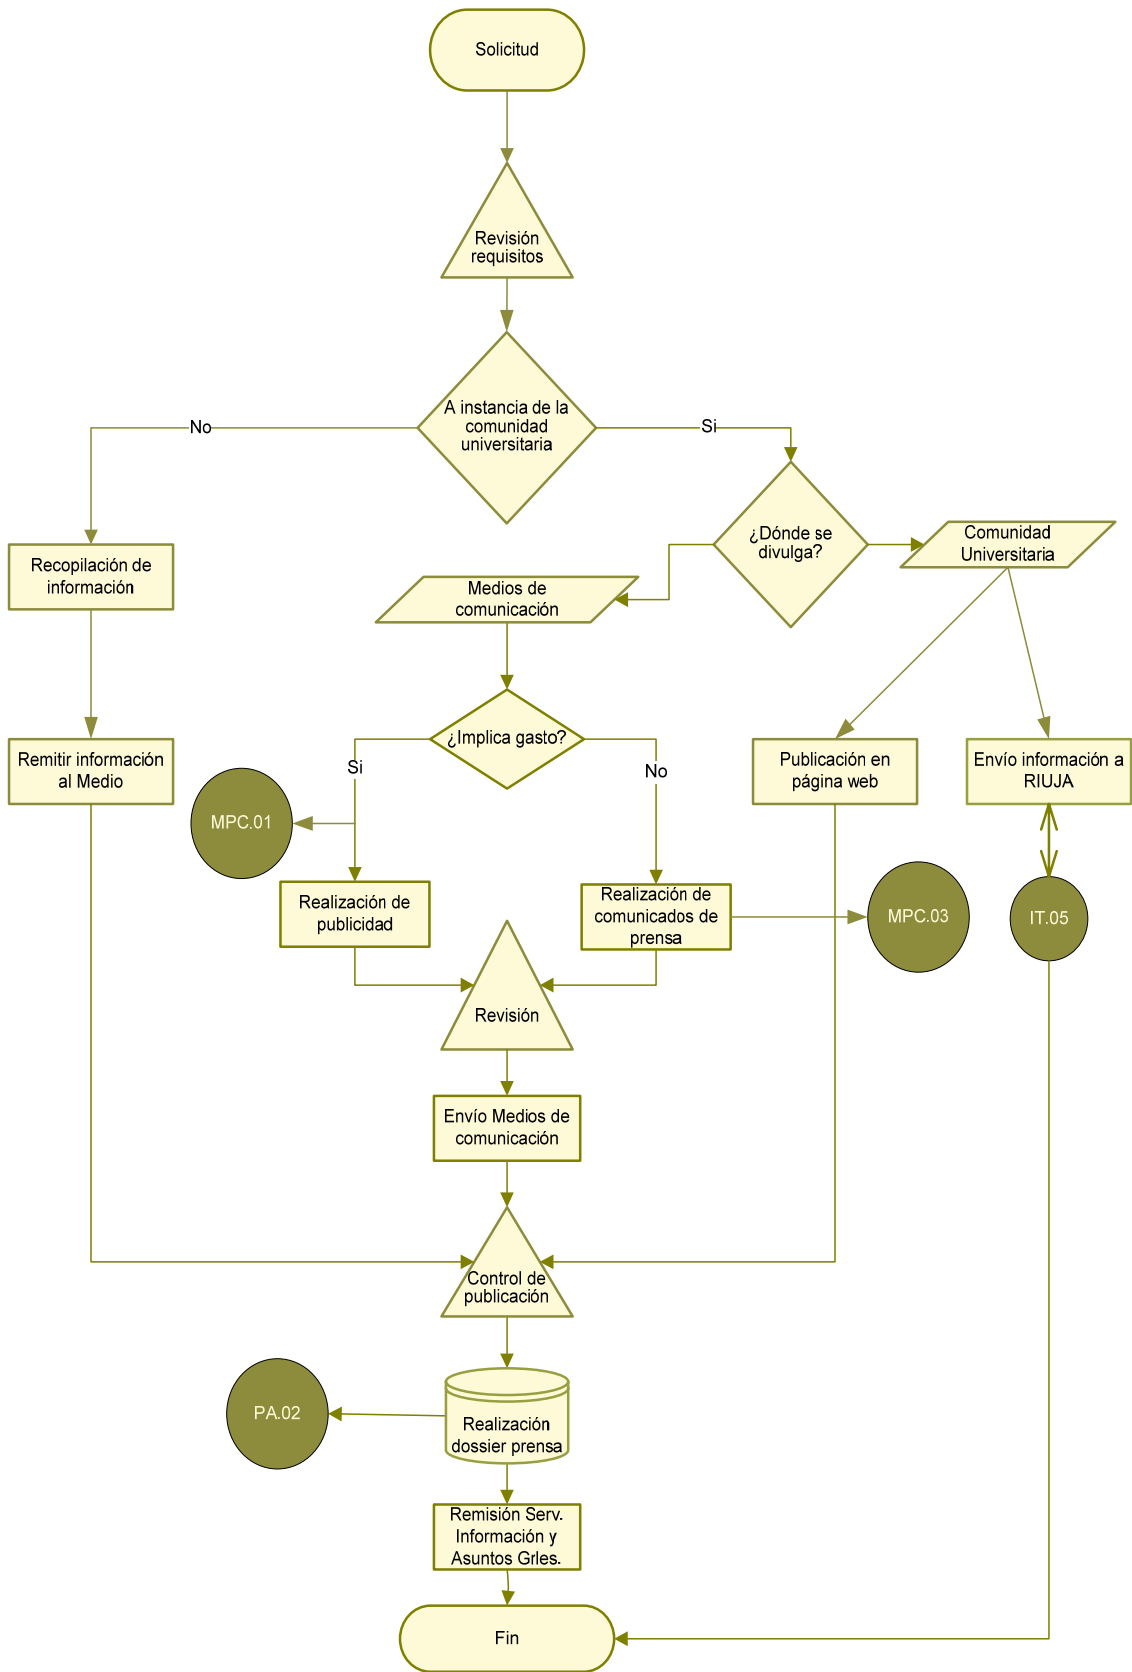 Solicitud
Revisión
requisitos
A instancia de la
comunidad
universitaria
No
Si
¿Dónde se
divulga?
Comunidad
Universitaria
Recopilación de
información
Medios de
comunicación
¿Implica gasto?
Si
No
Remitir información
al Medio
Publicación en
página web
Envío información a
RIUJA
MPC.01
Realización de
publicidad
Realización de
comunicados de
prensa
MPC.03
IT.05
Revisión
Envío Medios de
comunicación
Control de
publicación
PA.02
Realización
dossier prensa
Remisión Serv.
Información y
Asuntos Grles.
Fin